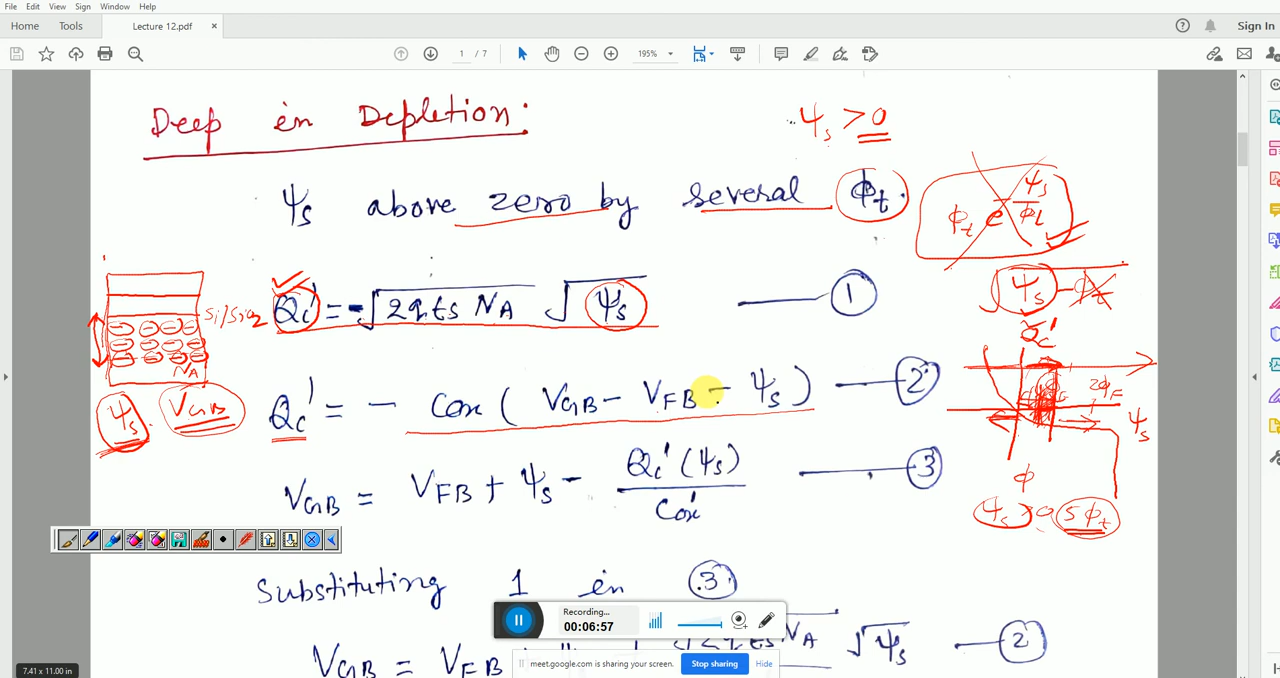 File Edit View Sign Window Help
Home Tools Lecture 12.pdf × Sign In
1 / 7 195%
Deep in Depletion:
ψs > 0
ψs above zero by several ϕt.
ϕt e ψs/ϕt
Qc' = -√2qεs NA √ψs —— 1
√ψs - ϕt
Si/SiO2
NA
ψs VGB
Qc'
2ϕF
ψs
Qc' = - Cox ( VGB - VFB - ψs ) —— 2
VGB = VFB + ψs - Qc'(ψs)/Cox' —— 3
ϕ
ψs > 0 5ϕt
Substituting 1 in 3
Recording...
00:06:57
VGB = VFB NA √ψs —— 2
meet.google.com is sharing your screen. Stop sharing Hide
7.41 x 11.00 in